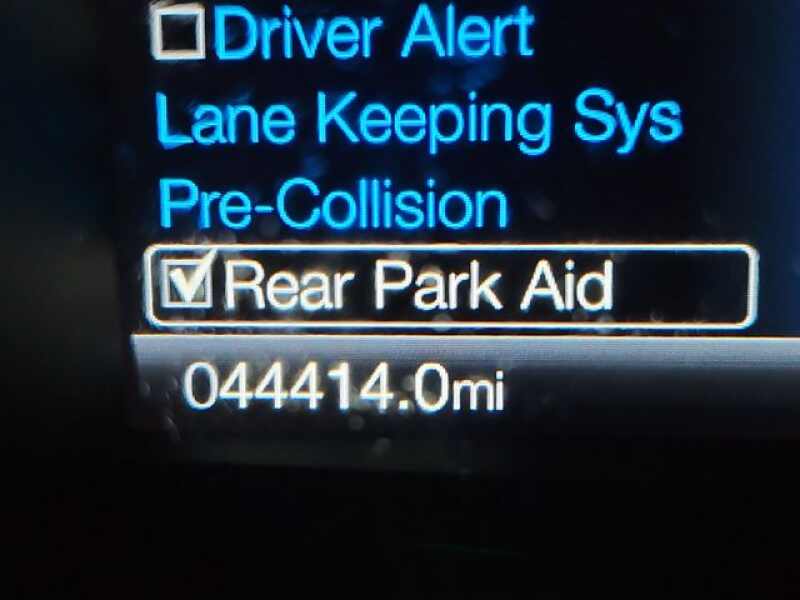 Driver Alert
Lane Keeping Sys
Pre-Collision
Rear Park Aid
044414.0mi